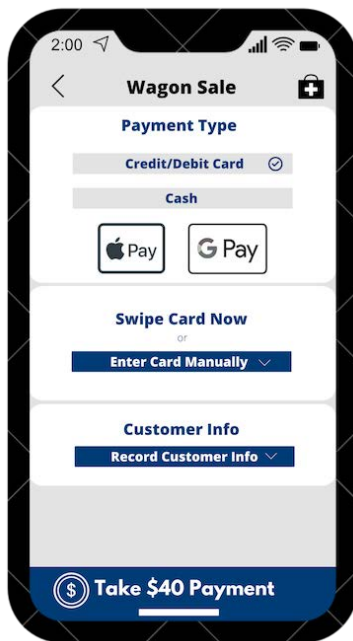 2:00
Wagon Sale
Payment Type
Credit/Debit Card
Cash
Pay
G Pay
Swipe Card Now
or
Enter Card Manually
Customer Info
Record Customer Info
$ Take $40 Payment